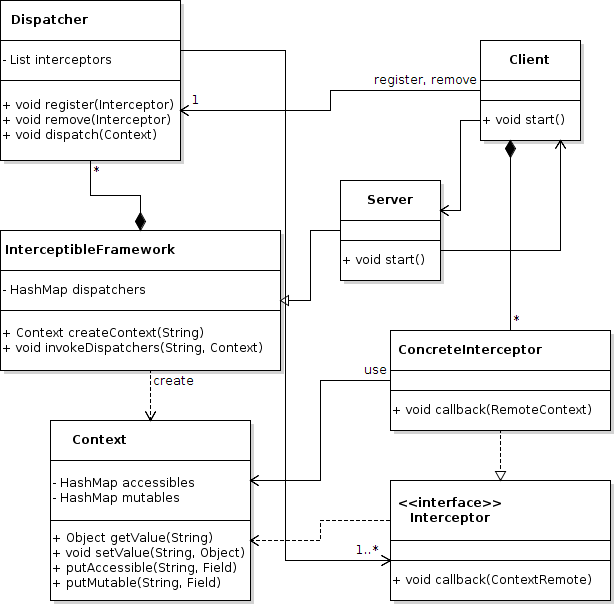 Dispatcher
- List interceptors
+ void register(Interceptor)
+ void remove(Interceptor)
+ void dispatch(Context)
*
1
register, remove
Client
+ void start()
Server
+ void start()
InterceptibleFramework
- HashMap dispatchers
+ Context createContext(String)
+ void invokeDispatchers(String, Context)
create
*
ConcreteInterceptor
+ void callback(RemoteContext)
use
Context
- HashMap accessibles
- HashMap mutables
+ Object getValue(String)
+ void setValue(String, Object)
+ putAccessible(String, Field)
+ putMutable(String, Field)
1..*
<<interface>>
Interceptor
+ void callback(ContextRemote)